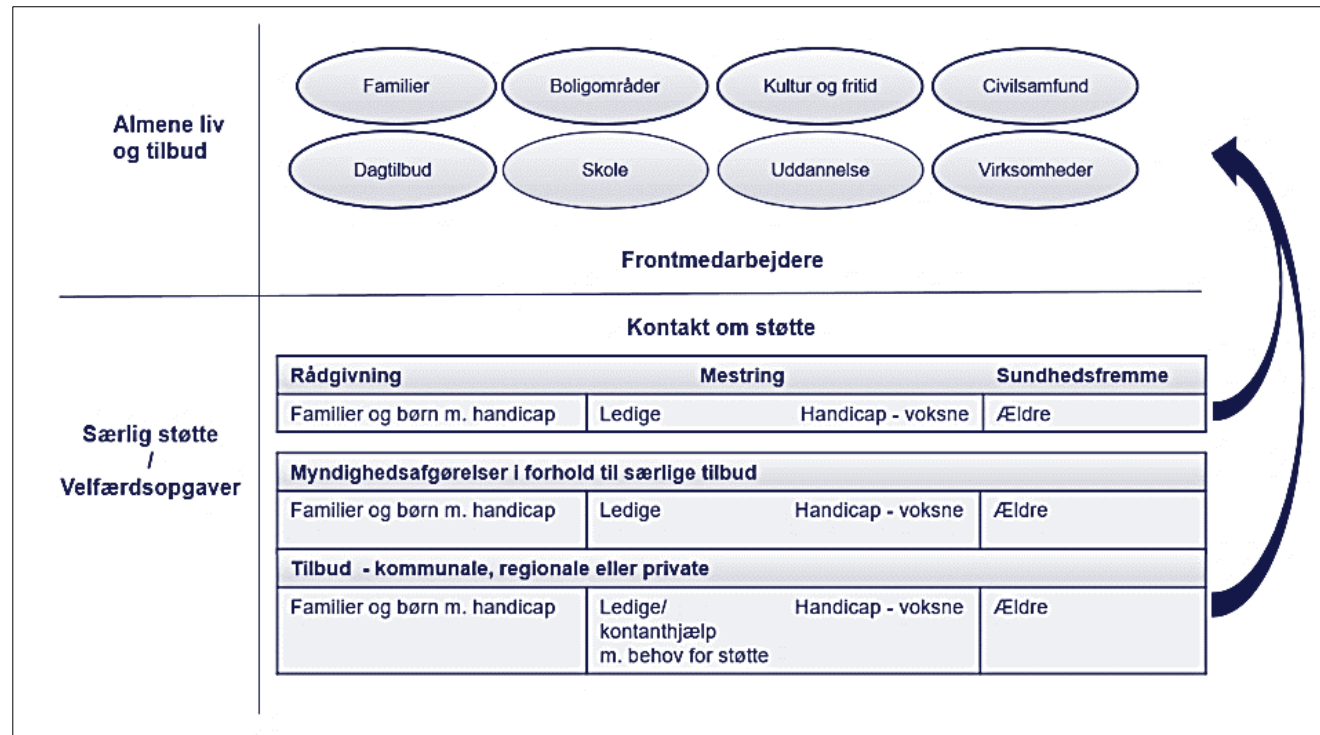 Almene liv
og tilbud
Familier
Boligområder
Kultur og fritid
Civilsamfund
Dagtilbud
Skole
Uddannelse
Virksomheder
Frontmedarbejdere
Særlig støtte
/
Velfærdsopgaver
Kontakt om støtte
Rådgivning Mestring Sundhedsfremme
Familier og børn m. handicap Ledige Handicap - voksne Ældre
Myndighedsafgørelser i forhold til særlige tilbud
Familier og børn m. handicap Ledige Handicap - voksne Ældre
Tilbud - kommunale, regionale eller private
Familier og børn m. handicap Ledige/ Handicap - voksne Ældre
kontanthjælp
m. behov for støtte